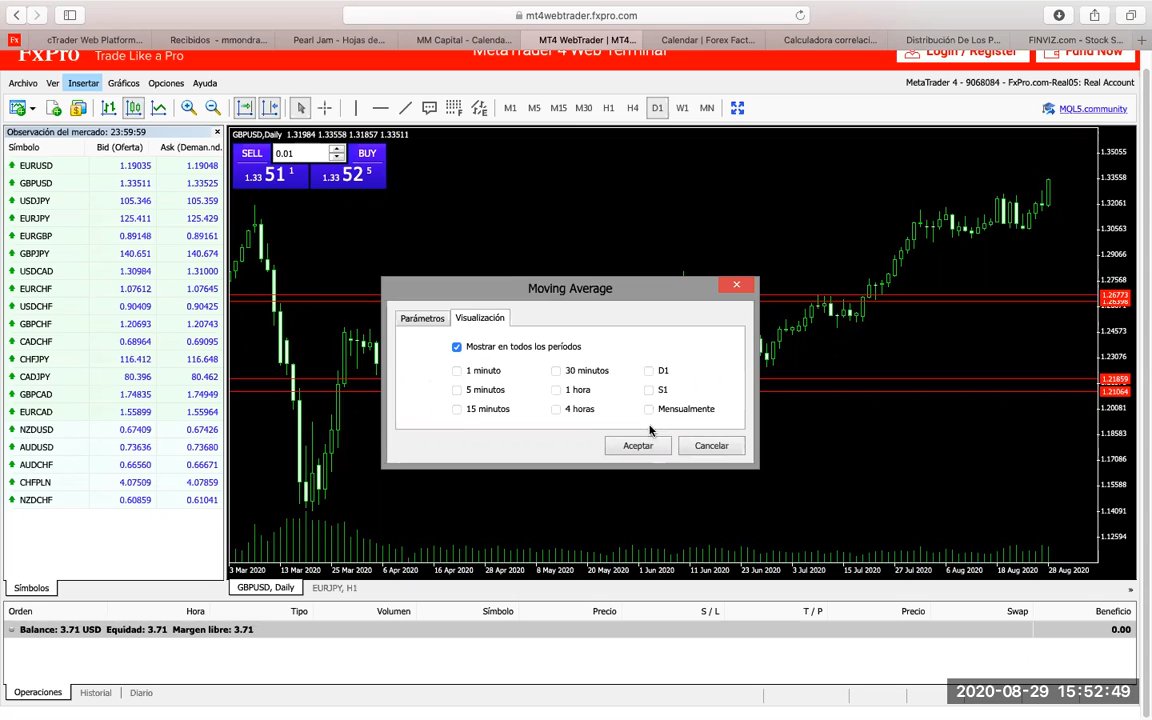 mt4webtrader.fxpro.com
Fx
cTrader Web Platform...
Recibidos - mmondra...
Pearl Jam - Hojas de...
MM Capital - Calenda...
MT4 WebTrader | MT4...
Calendar | Forex Fact...
Calculadora correlaci...
Distribución De Los P...
FINVIZ.com - Stock S...
FxPro Trade Like a Pro
MetaTrader 4 Web Terminal
Login / Register
Fund Now
Archivo Ver Insertar Gráficos Opciones Ayuda
MetaTrader 4 - 9068084 - FxPro.com-Real05: Real Account
M1 M5 M15 M30 H1 H4 D1 W1 MN
MQL5.community
Observación del mercado: 23:59:59
Símbolo Bid (Oferta) Ask (Deman.nd.
EURUSD 1.19035 1.19048
GBPUSD 1.33511 1.33525
USDJPY 105.346 105.359
EURJPY 125.411 125.429
EURGBP 0.89148 0.89161
GBPJPY 140.651 140.674
USDCAD 1.30984 1.31000
EURCHF 1.07612 1.07645
USDCHF 0.90409 0.90425
GBPCHF 1.20693 1.20743
CADCHF 0.68964 0.69095
CHFJPY 116.412 116.648
CADJPY 80.396 80.462
GBPCAD 1.74835 1.74949
EURCAD 1.55899 1.55964
NZDUSD 0.67409 0.67426
AUDUSD 0.73636 0.73680
AUDCHF 0.66560 0.66671
CHFPLN 4.07509 4.07859
NZDCHF 0.60859 0.61041
Símbolos
GBPUSD,Daily 1.31984 1.33558 1.31857 1.33511
SELL 0.01 BUY
1.33 51 1
1.33 52 5
1.35055
1.33558
1.32061
1.30563
1.29066
1.27568
1.26773
1.24573
1.23076
1.21859
1.21064
1.20081
1.18583
1.17086
1.15588
1.14091
1.12594
Moving Average
Parámetros Visualización
Mostrar en todos los períodos
1 minuto 30 minutos D1
5 minutos 1 hora S1
15 minutos 4 horas Mensualmente
Aceptar Cancelar
3 Mar 2020 13 Mar 2020 25 Mar 2020 6 Apr 2020 16 Apr 2020 28 Apr 2020 8 May 2020 20 May 2020 1 Jun 2020 11 Jun 2020 23 Jun 2020 3 Jul 2020 15 Jul 2020 27 Jul 2020 6 Aug 2020 18 Aug 2020 28 Aug 2020
GBPUSD, Daily EURJPY, H1
Orden Hora Tipo Volumen Símbolo Precio S / L T / P Precio Swap Beneficio
Balance: 3.71 USD Equidad: 3.71 Margen libre: 3.71 0.00
Operaciones Historial Diario
2020-08-29 15:52:49